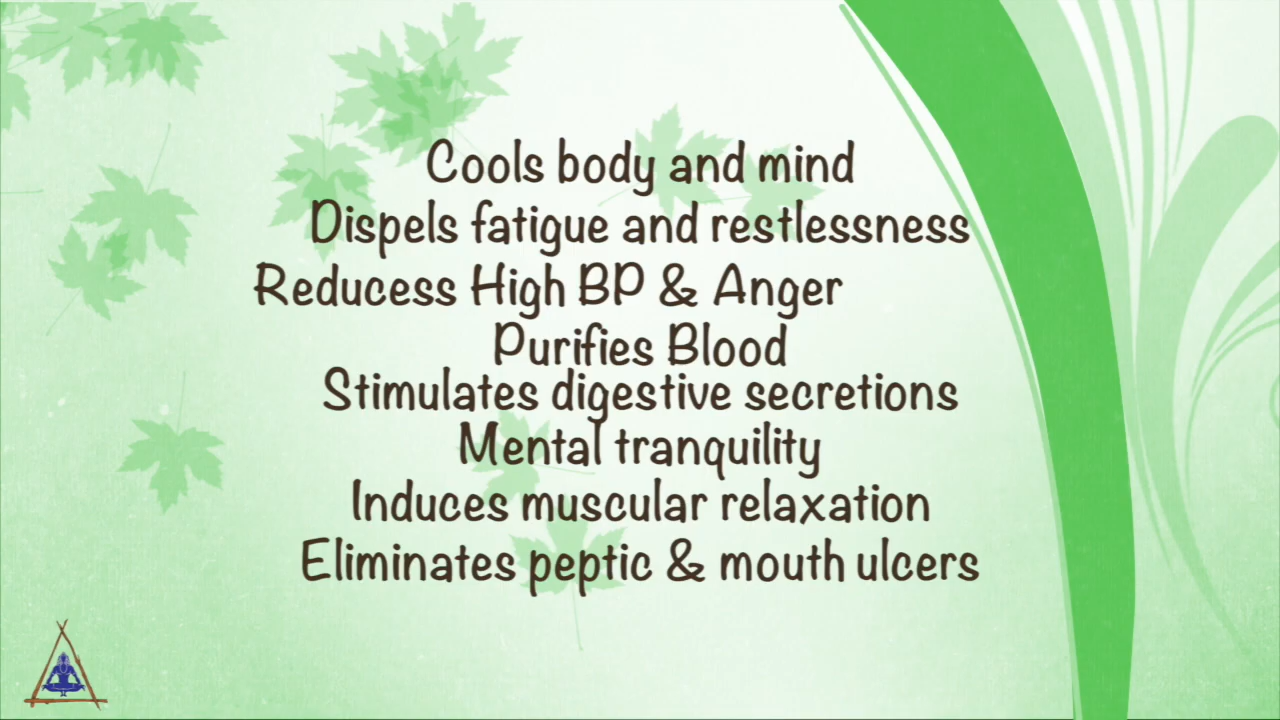 Cools body and mind
Dispels fatigue and restlessness
Reducess High BP & Anger
Purifies Blood
Stimulates digestive secretions
Mental tranquility
Induces muscular relaxation
Eliminates peptic & mouth ulcers